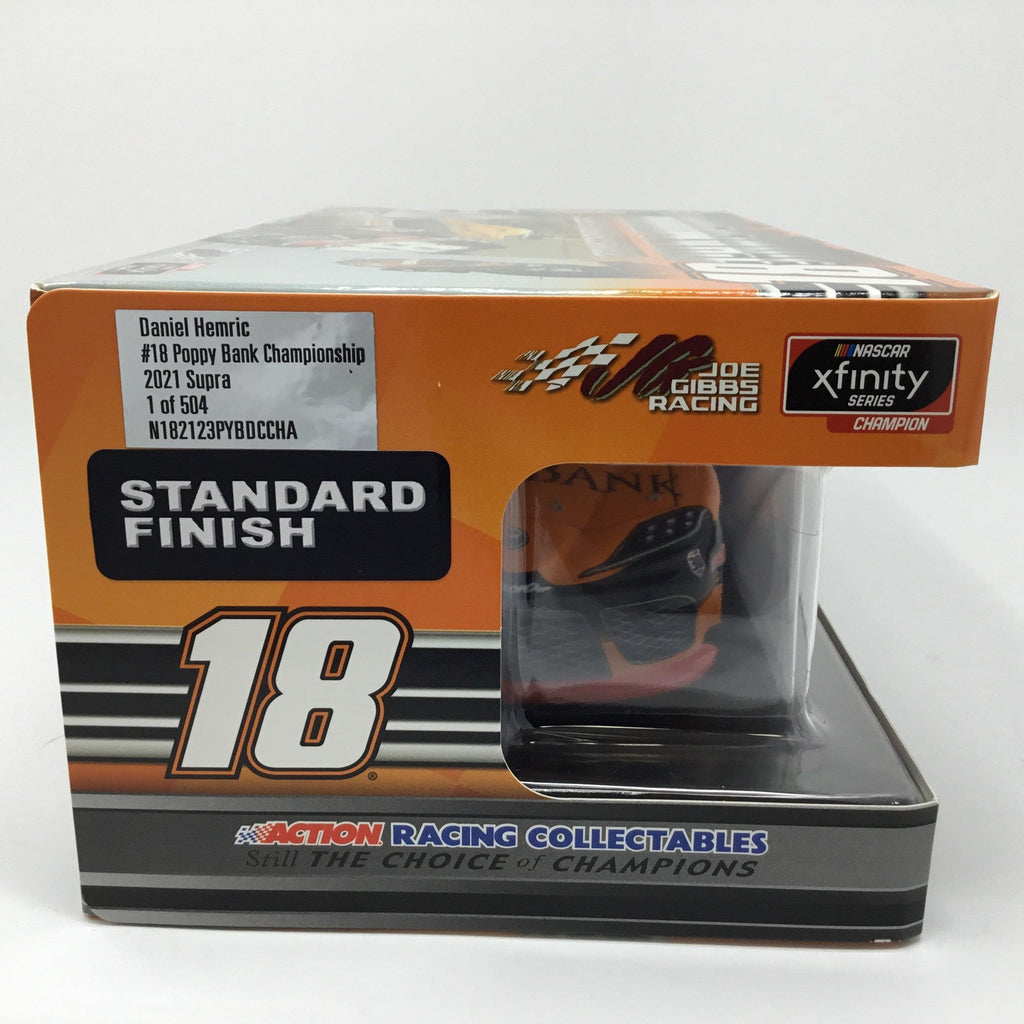 Daniel Hemric
#18 Poppy Bank Championship
2021 Supra
1 of 504
N182123PYBDCCHA
STANDARD
FINISH
JOE
GIBBS
RACING
NASCAR
xfinity
SERIES
CHAMPION
BANK
18
ACTION RACING COLLECTABLES
Still THE CHOICE of CHAMPIONS